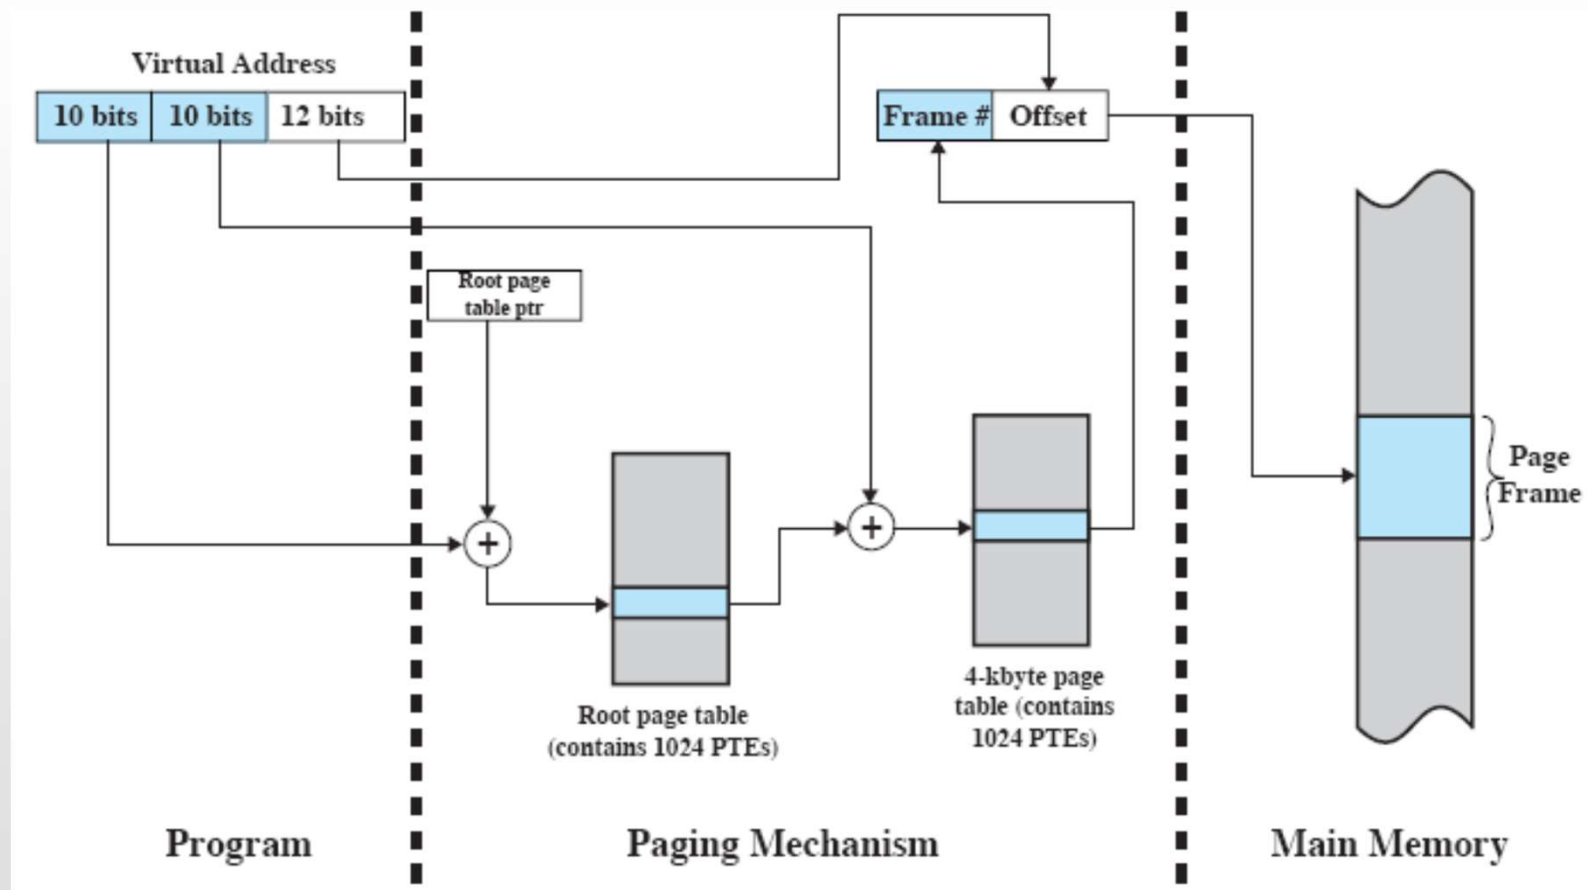 Virtual Address
10 bits
10 bits
12 bits
Frame #
Offset
Root page
table ptr
+
+
Page
Frame
Root page table
(contains 1024 PTEs)
4-kbyte page
table (contains
1024 PTEs)
Program
Paging Mechanism
Main Memory